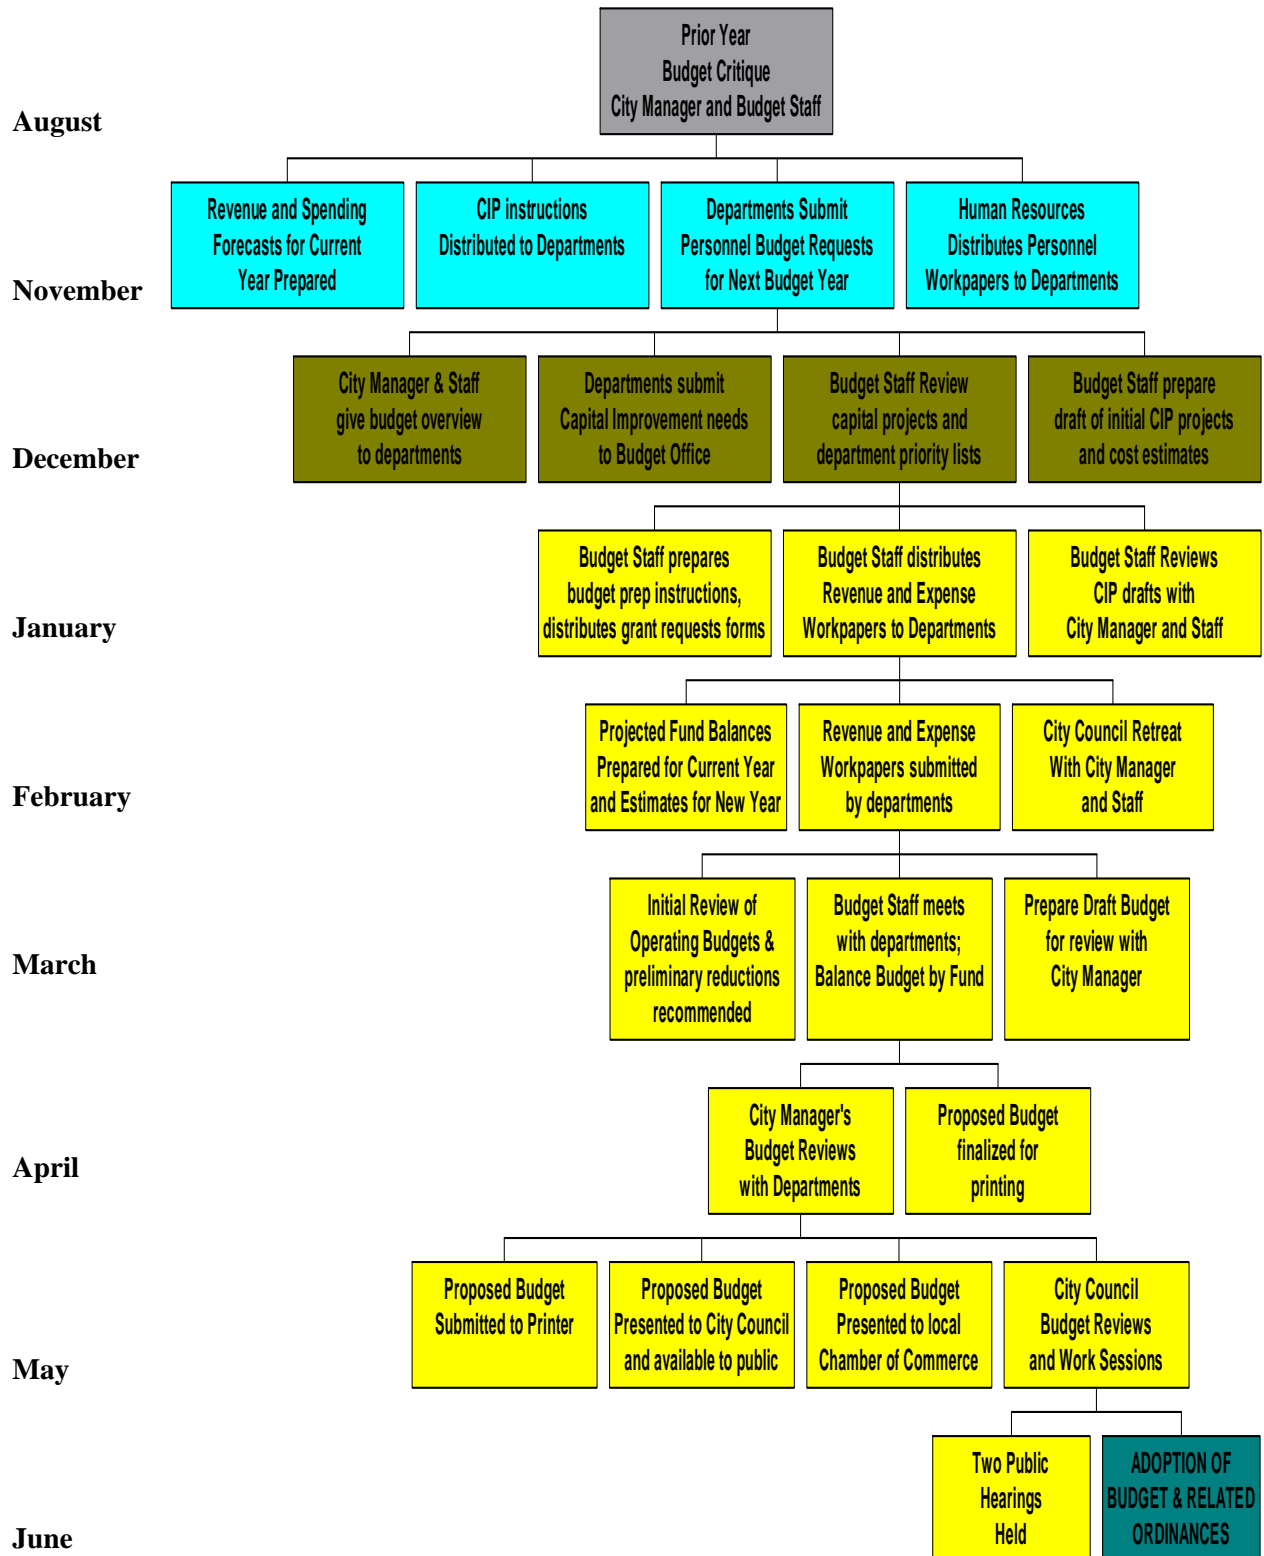 Prior Year
Budget Critique
City Manager and Budget Staff
August
Revenue and Spending
Forecasts for Current
Year Prepared
CIP instructions
Distributed to Departments
Departments Submit
Personnel Budget Requests
for Next Budget Year
Human Resources
Distributes Personnel
Workpapers to Departments
November
City Manager & Staff
give budget overview
to departments
Departments submit
Capital Improvement needs
to Budget Office
Budget Staff Review
capital projects and
department priority lists
Budget Staff prepare
draft of initial CIP projects
and cost estimates
December
Budget Staff prepares
budget prep instructions,
distributes grant requests forms
Budget Staff distributes
Revenue and Expense
Workpapers to Departments
Budget Staff Reviews
CIP drafts with
City Manager and Staff
January
Projected Fund Balances
Prepared for Current Year
and Estimates for New Year
Revenue and Expense
Workpapers submitted
by departments
City Council Retreat
With City Manager
and Staff
February
Initial Review of
Operating Budgets &
preliminary reductions
recommended
Budget Staff meets
with departments;
Balance Budget by Fund
Prepare Draft Budget
for review with
City Manager
March
City Manager's
Budget Reviews
with Departments
Proposed Budget
finalized for
printing
April
Proposed Budget
Submitted to Printer
Proposed Budget
Presented to City Council
and available to public
Proposed Budget
Presented to local
Chamber of Commerce
City Council
Budget Reviews
and Work Sessions
May
Two Public
Hearings
Held
ADOPTION OF
BUDGET & RELATED
ORDINANCES
June